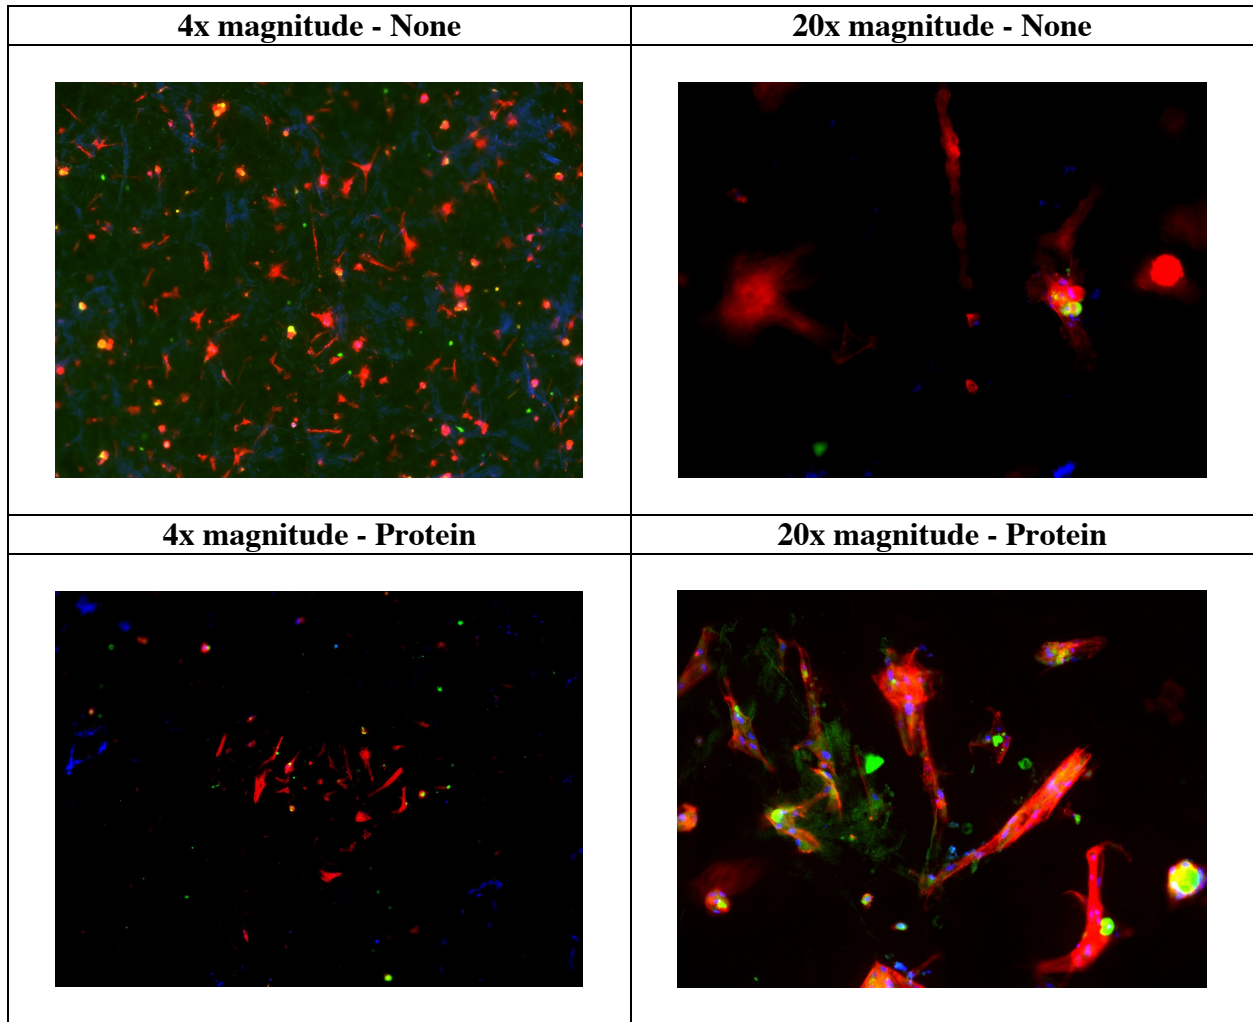 4x magnitude - None
20x magnitude - None
4x magnitude - Protein
20x magnitude - Protein